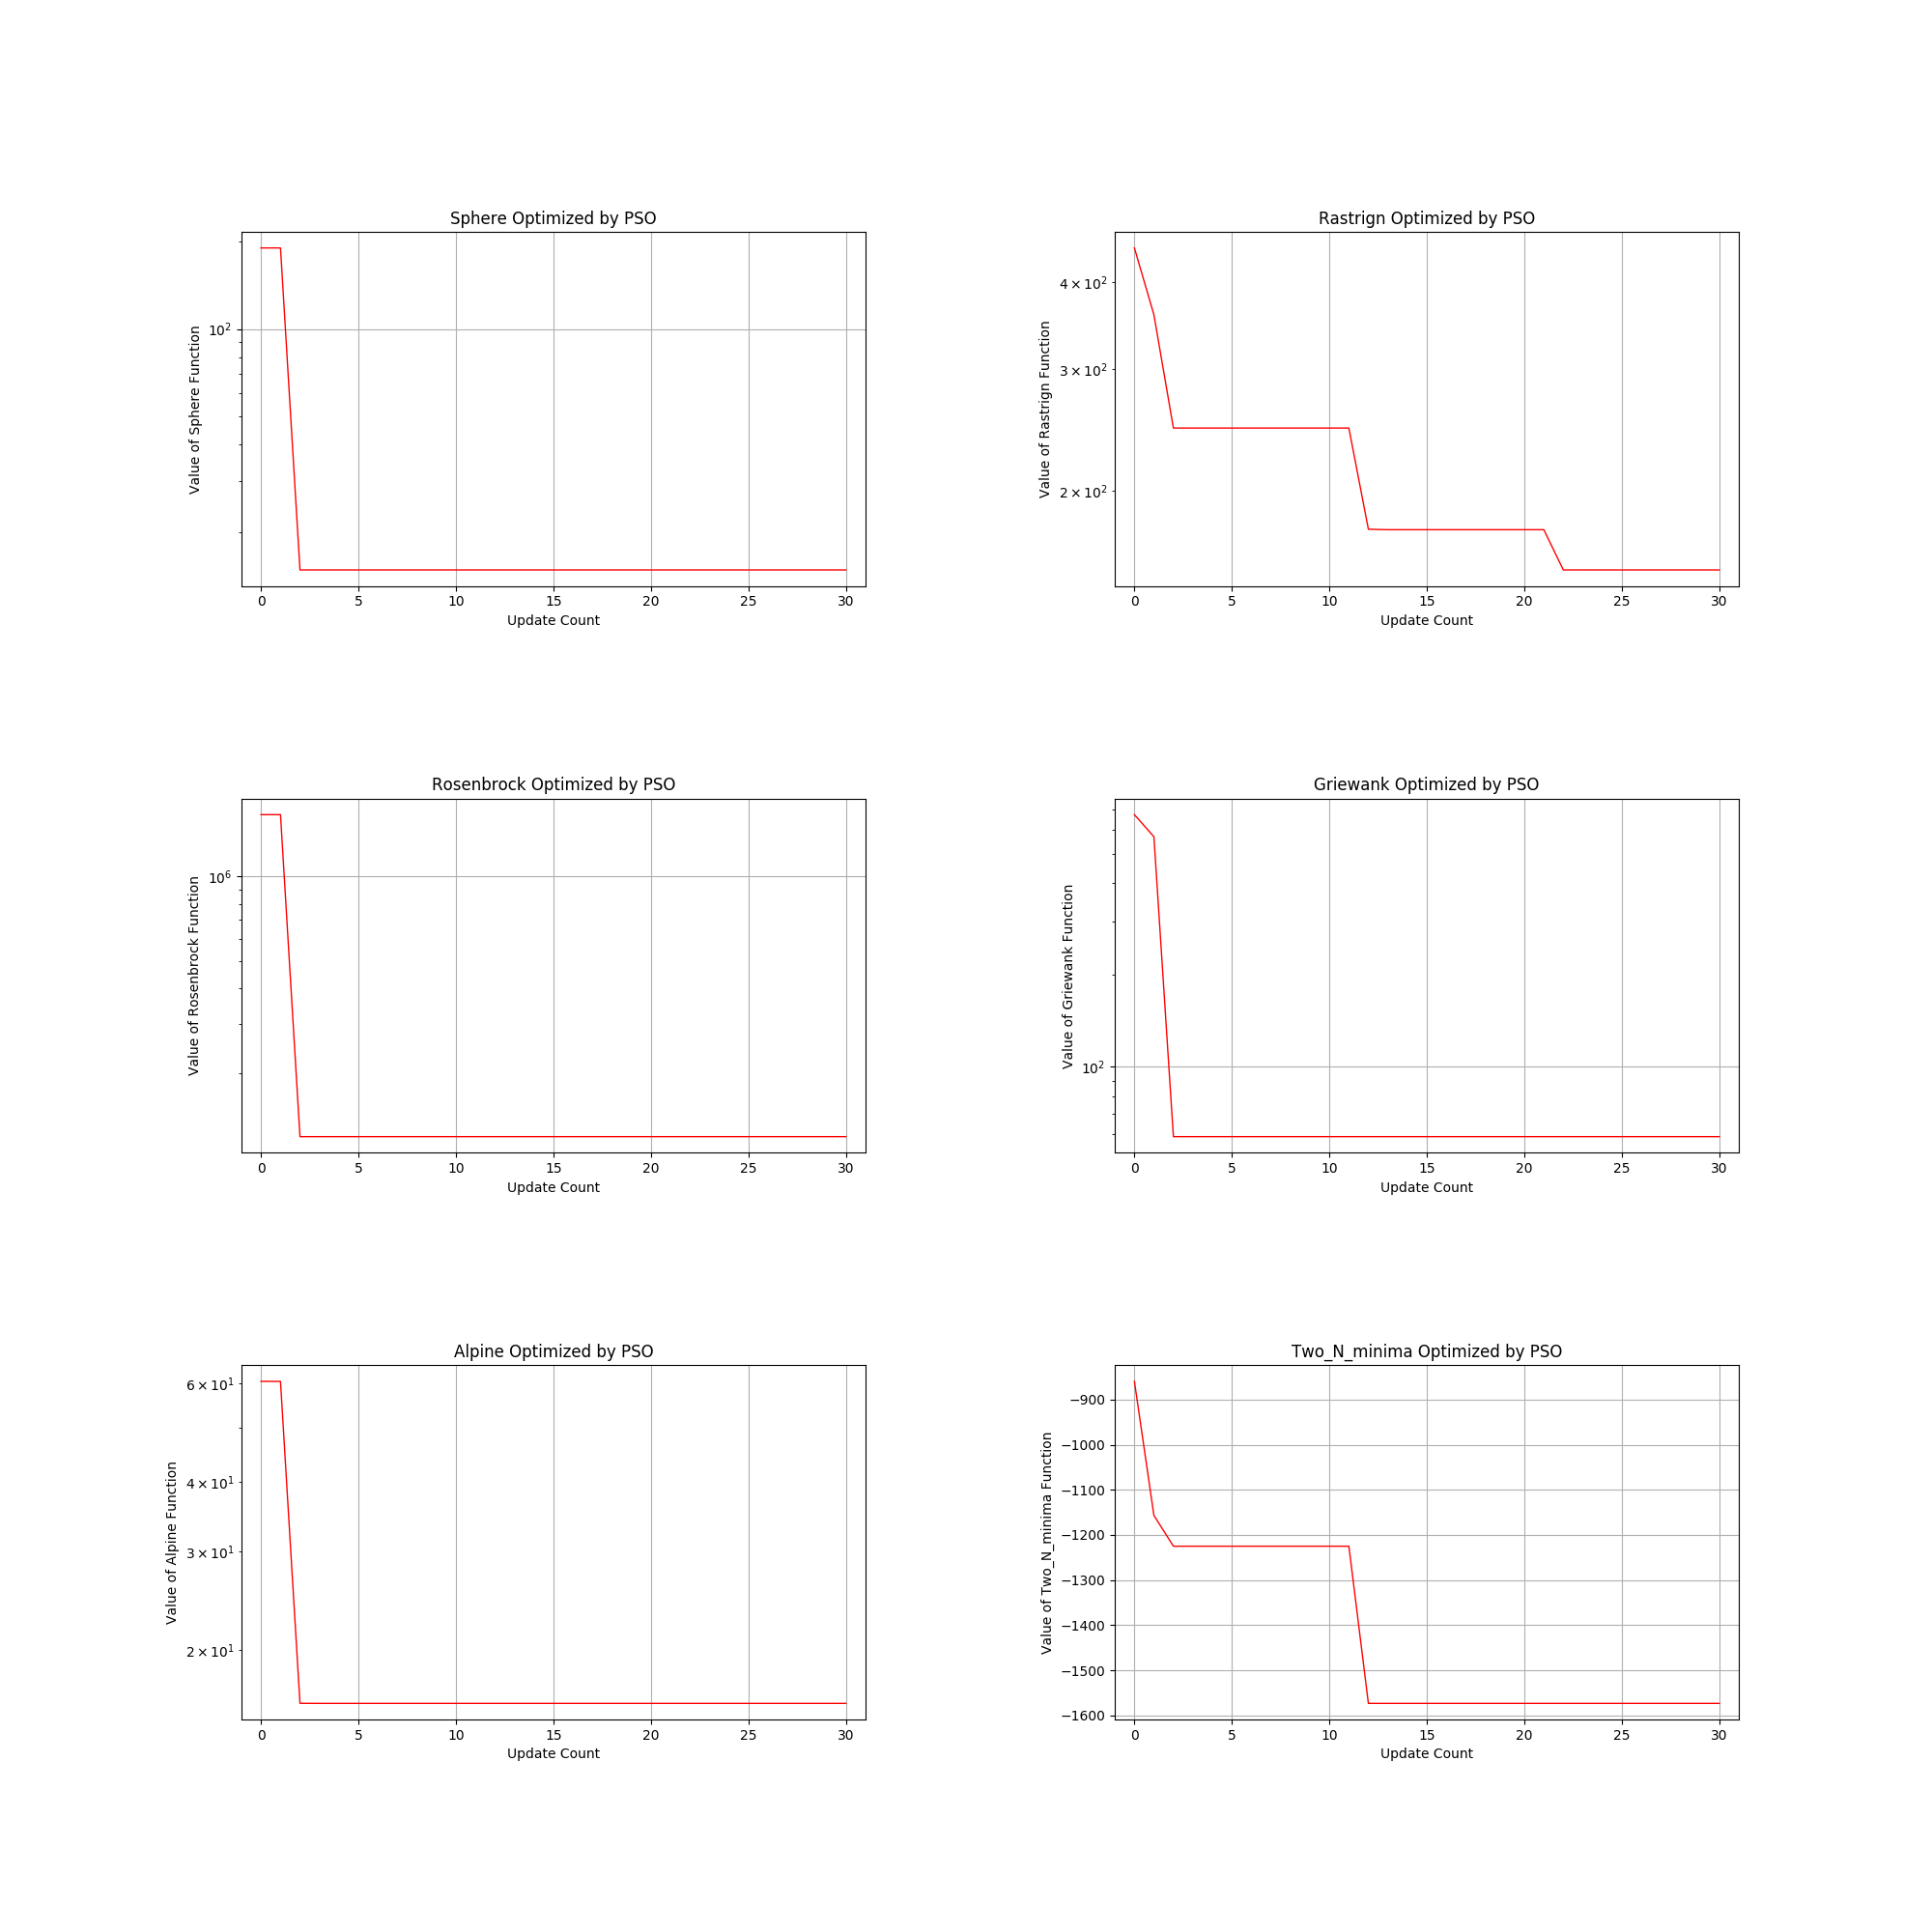 Sphere Optimized by PSO
Value of Sphere Function
10²
0 5 10 15 20 25 30
Update Count
Rastrign Optimized by PSO
Value of Rastrign Function
4 × 10²
3 × 10²
2 × 10²
0 5 10 15 20 25 30
Update Count
Rosenbrock Optimized by PSO
Value of Rosenbrock Function
10⁶
0 5 10 15 20 25 30
Update Count
Griewank Optimized by PSO
Value of Griewank Function
10²
0 5 10 15 20 25 30
Update Count
Alpine Optimized by PSO
Value of Alpine Function
6 × 10¹
4 × 10¹
3 × 10¹
2 × 10¹
0 5 10 15 20 25 30
Update Count
Two_N_minima Optimized by PSO
Value of Two_N_minima Function
−900
−1000
−1100
−1200
−1300
−1400
−1500
−1600
0 5 10 15 20 25 30
Update Count